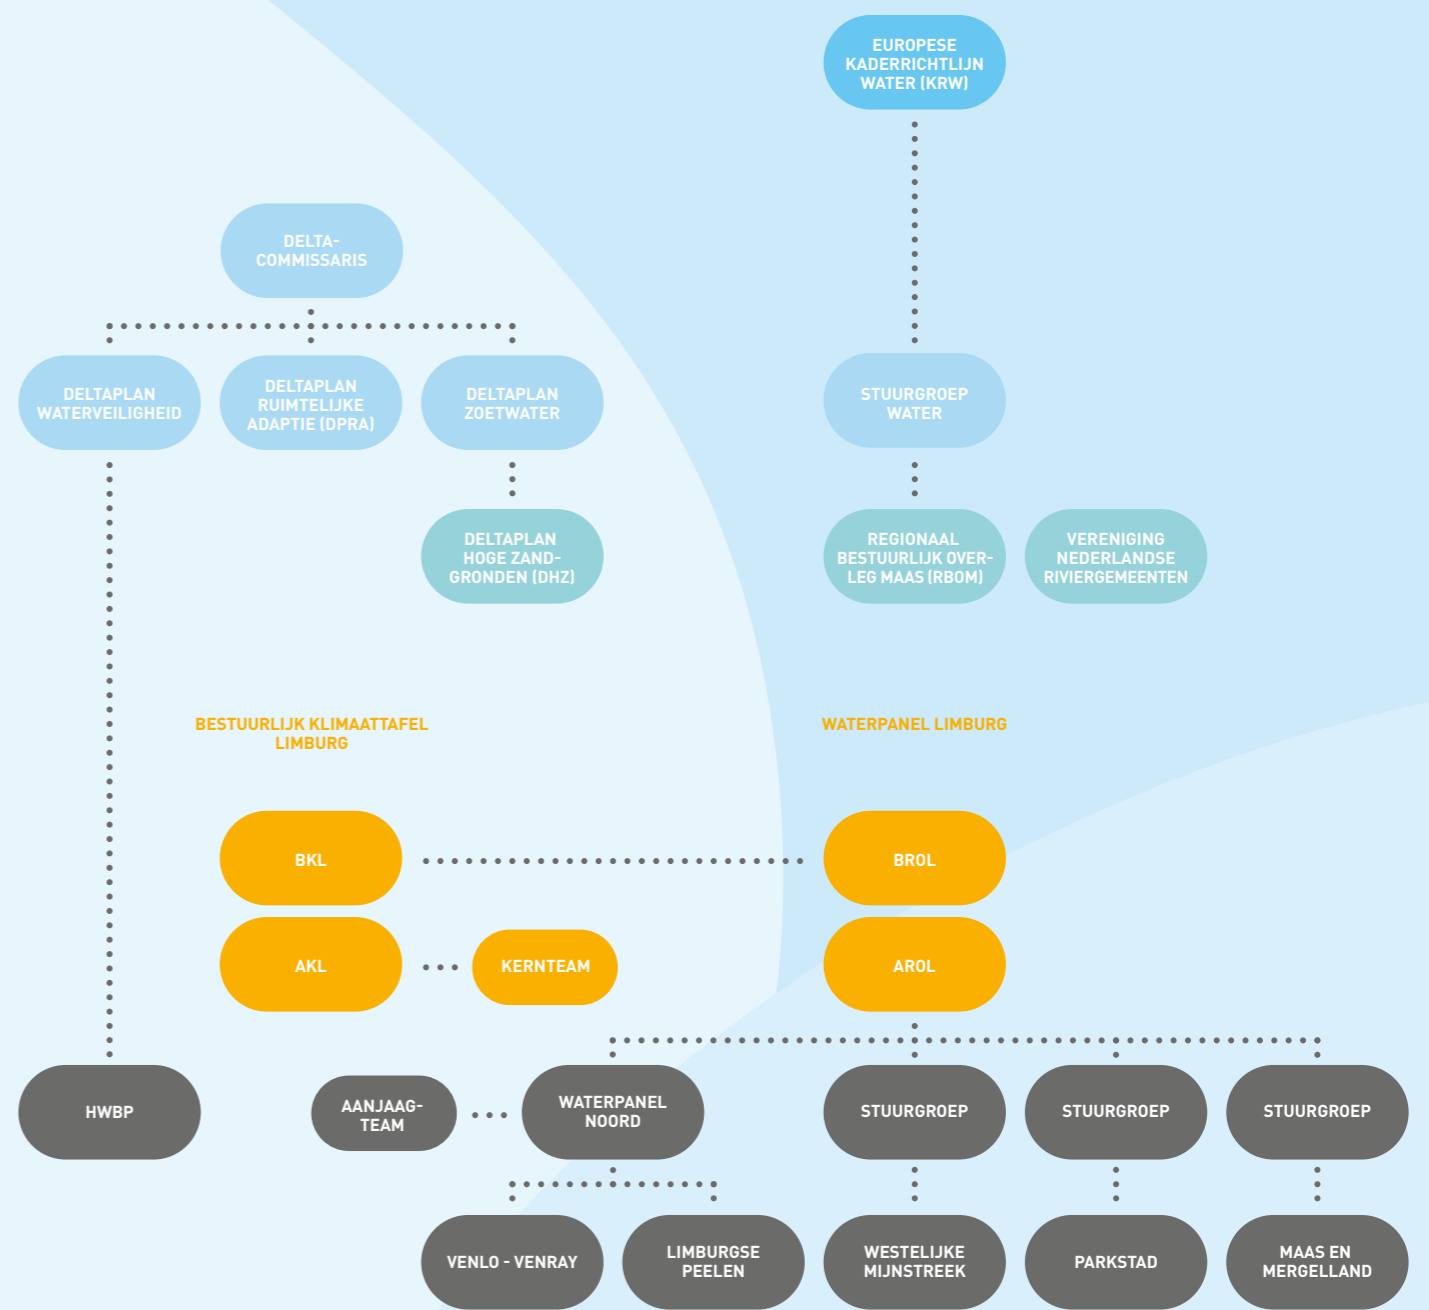 EUROPESE
KADERRICHTLIJN
WATER (KRW)
DELTA-
COMMISSARIS
DELTAPLAN
WATERVEILIGHEID
DELTAPLAN
RUIMTELIJKE
ADAPTIE (DPRA)
DELTAPLAN
ZOETWATER
STUURGROEP
WATER
DELTAPLAN
HOGE ZAND-
GRONDEN (DHZ)
REGIONAAL
BESTUURLIJK OVER-
LEG MAAS (RBOM)
VERENIGING
NEDERLANDSE
RIVIERGEMEENTEN
BESTUURLIJK KLIMAATTAFEL
LIMBURG
WATERPANEL LIMBURG
BKL
BROL
AKL
KERNTEAM
AROL
HWBP
AANJAAG-
TEAM
WATERPANEL
NOORD
STUURGROEP
STUURGROEP
STUURGROEP
VENLO - VENRAY
LIMBURGSE
PEELEN
WESTELIJKE
MIJNSTREEK
PARKSTAD
MAAS EN
MERGELLAND